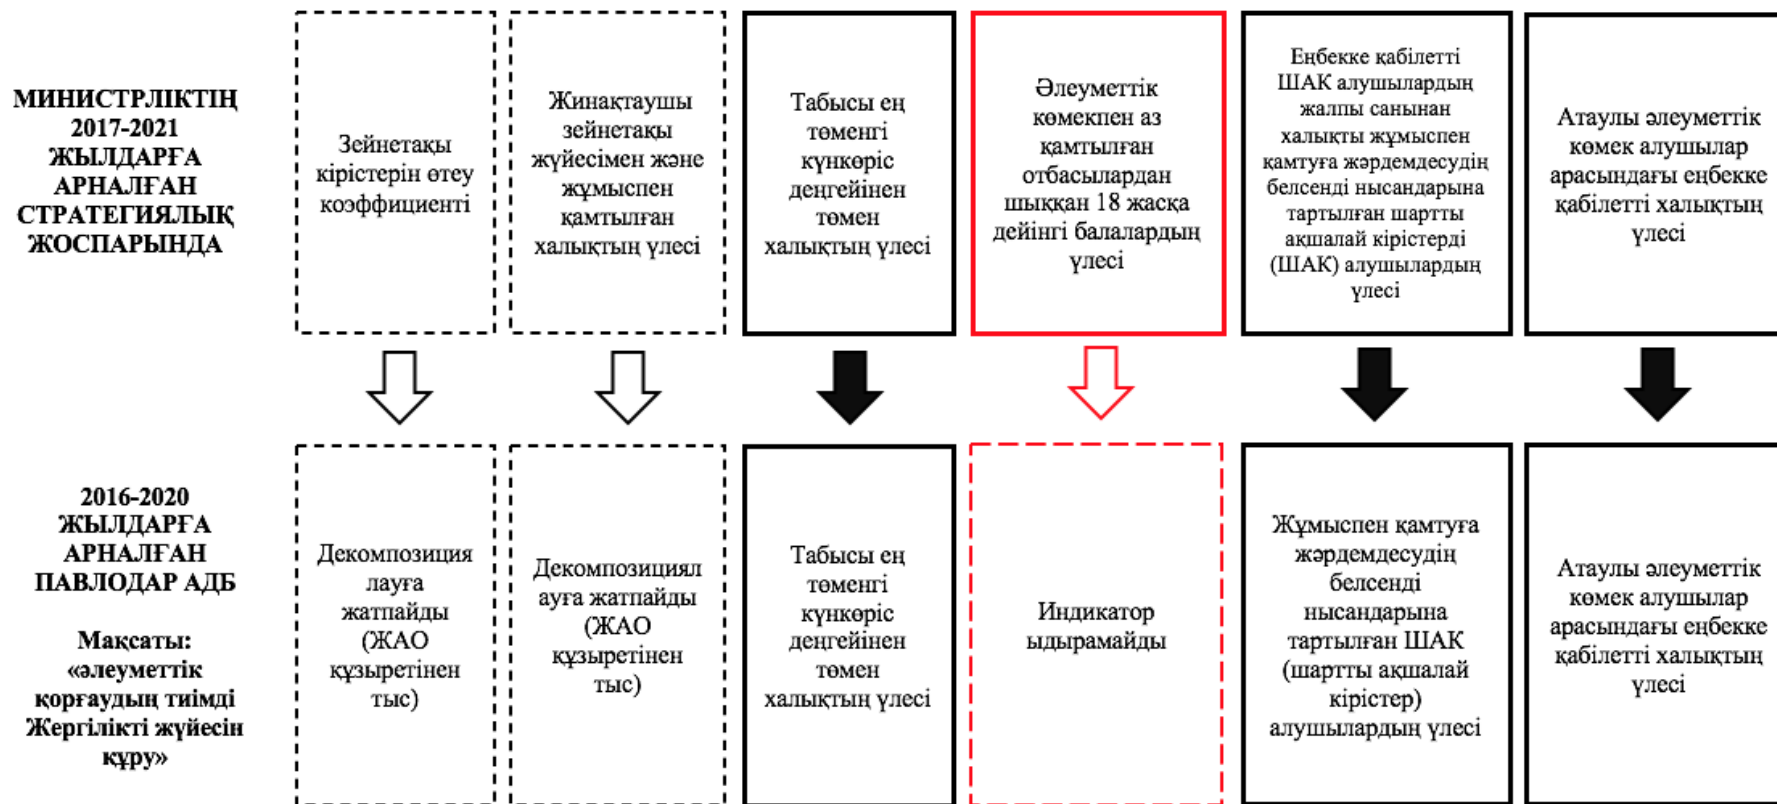 МИНИСТРЛІКТІҢ
2017-2021
ЖЫЛДАРҒА
АРНАЛҒАН
СТРАТЕГИЯЛЫҚ
ЖОСПАРЫНДА
Зейнетақы
кірістерін өтеу
коэффициенті
Жинақтаушы
зейнетақы
жүйесімен және
жұмыспен
қамтылған
халықтың үлесі
Табысы ең
төменгі
күнкөріс
деңгейінен
төмен
халықтың үлесі
Әлеуметтік
көмекпен аз
қамтылған
отбасылардан
шыққан 18 жасқа
дейінгі балалардың
үлесі
Еңбекке қабілетті
ШАК алушылардың
жалпы санынан
халықты жұмыспен
қамтуға жәрдемдесудің
белсенді нысандарына
тартылған шартты
ақшалай кірістерді
(ШАК) алушылардың
үлесі
Атаулы әлеуметтік
көмек алушылар
арасындағы еңбекке
қабілетті халықтың
үлесі
2016-2020
ЖЫЛДАРҒА
АРНАЛҒАН
ПАВЛОДАР АДБ
Мақсаты:
«әлеуметтік
қорғаудың тиімді
Жергілікті жүйесін
құру»
Декомпозиция
лауға
жатпайды
(ЖАО
құзыретінен
тыс)
Декомпозициял
ауға жатпайды
(ЖАО
құзыретінен
тыс)
Табысы ең
төменгі
күнкөріс
деңгейінен
төмен
халықтың үлесі
Индикатор
ыдырамайды
Жұмыспен қамтуға
жәрдемдесудің
белсенді
нысандарына
тартылған ШАК
(шартты ақшалай
кірістер)
алушылардың үлесі
Атаулы әлеуметтік
көмек алушылар
арасындағы еңбекке
қабілетті халықтың
үлесі